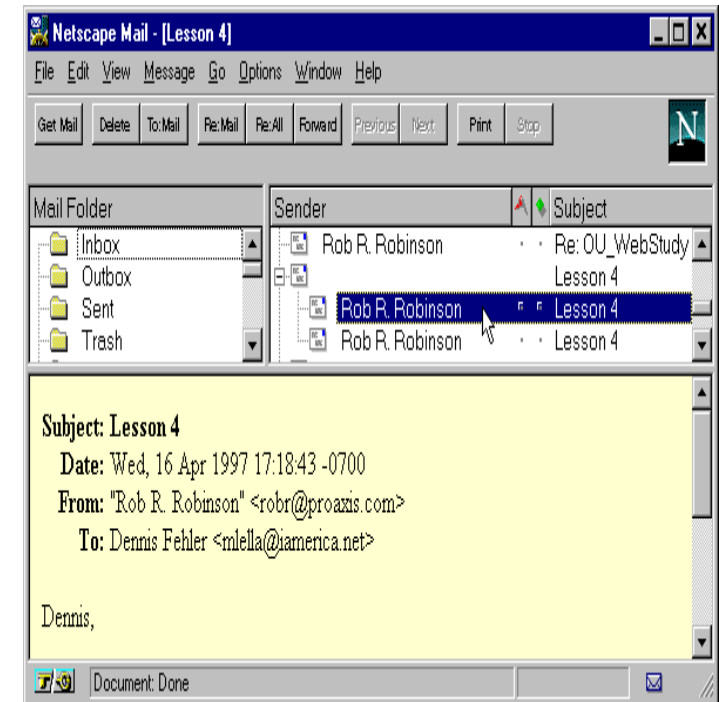 Netscape Mail - [Lesson 4]
File Edit View Message Go Options Window Help
Get Mail Delete To:Mail Re:Mail Re:All Forward Previous Next Print Stop
N
Mail Folder Sender Subject
Inbox Rob R. Robinson Re: OU_WebStudy
Outbox Lesson 4
Sent Rob R. Robinson Lesson 4
Trash Rob R. Robinson Lesson 4
Subject: Lesson 4
Date: Wed, 16 Apr 1997 17:18:43 -0700
From: "Rob R. Robinson" <robr@proaxis.com>
To: Dennis Fehler <mlella@iamerica.net>
Dennis,
Document: Done